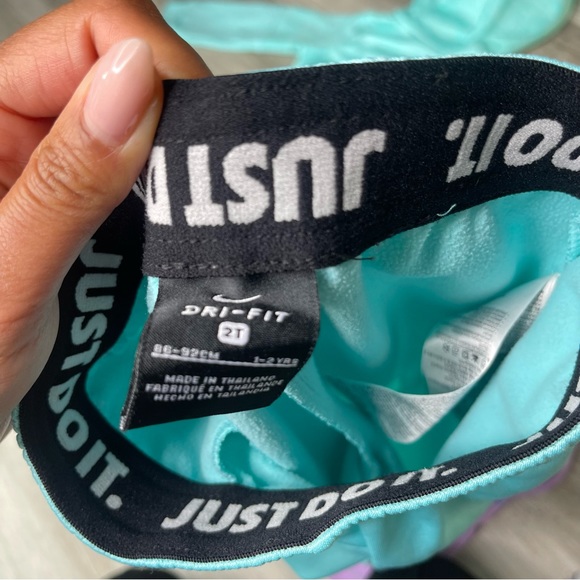 JUST D
DO IT.
JUST DO IT.
JUST DO IT.
DRI-FIT
2T
86-92CM 1-2 YRS
MADE IN THAILAND
FABRIQUÉ EN THAÏLANDE
HECHO EN TAILANDIA